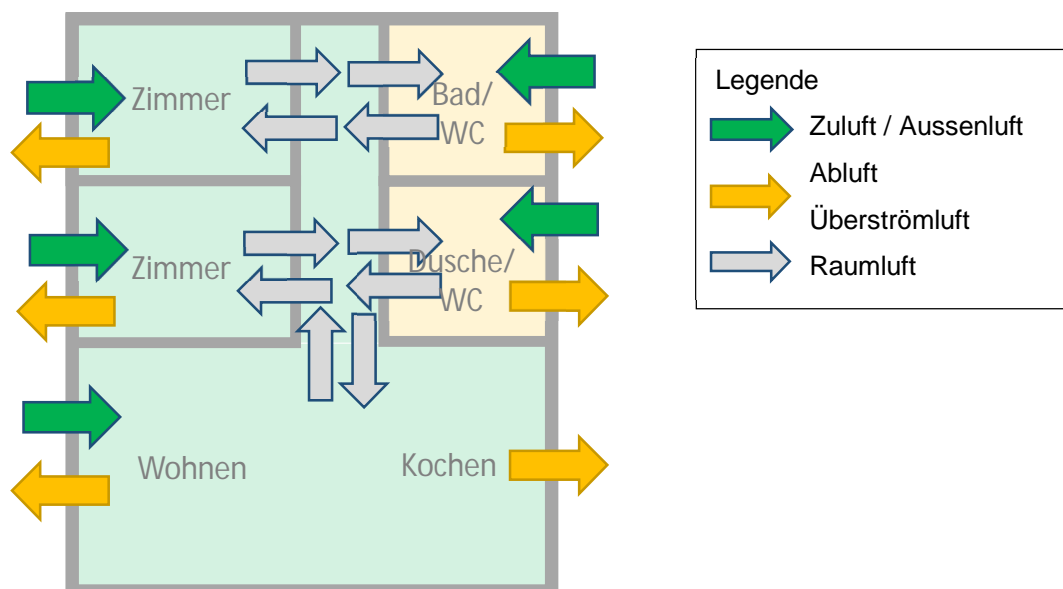 Zimmer
Bad/
WC
Zimmer
Dusche/
WC
Wohnen
Kochen
Legende
Zuluft / Aussenluft
Abluft
Überströmluft
Raumluft